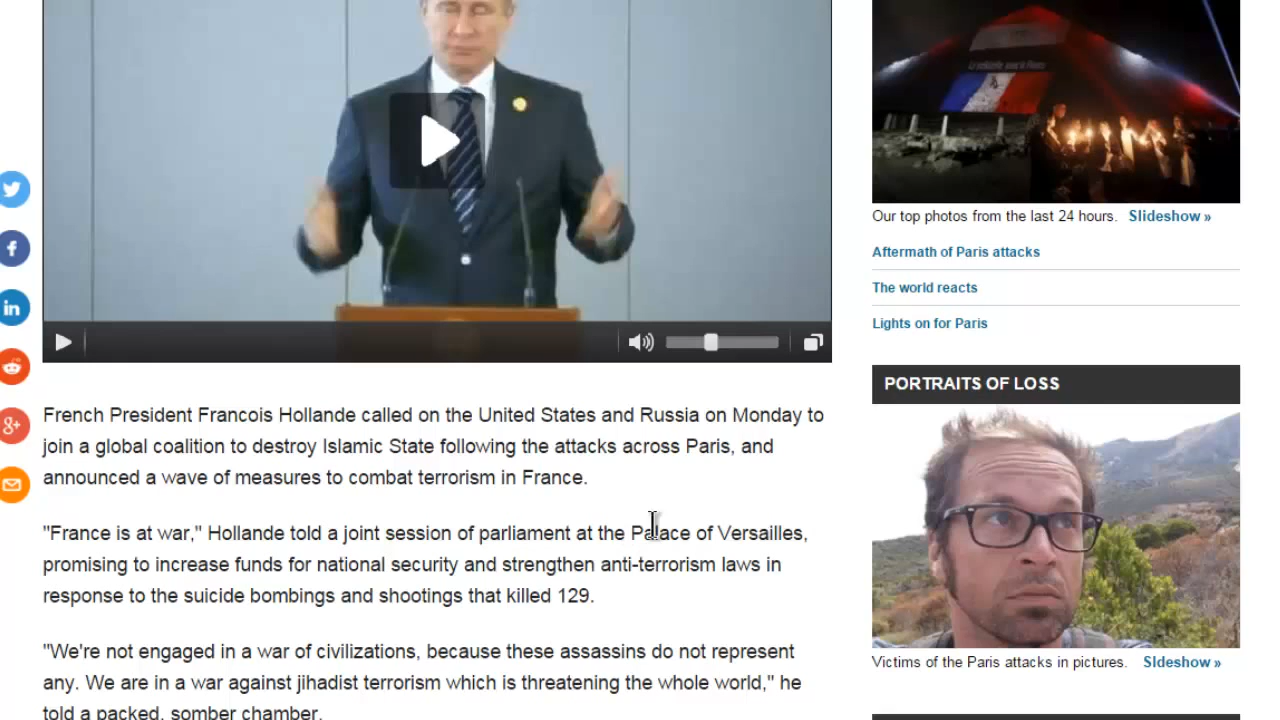 Our top photos from the last 24 hours. Slideshow »
Aftermath of Paris attacks
The world reacts
Lights on for Paris
PORTRAITS OF LOSS
Victims of the Paris attacks in pictures. SIdeshow »
French President Francois Hollande called on the United States and Russia on Monday to
join a global coalition to destroy Islamic State following the attacks across Paris, and
announced a wave of measures to combat terrorism in France.
"France is at war," Hollande told a joint session of parliament at the Palace of Versailles,
promising to increase funds for national security and strengthen anti-terrorism laws in
response to the suicide bombings and shootings that killed 129.
"We're not engaged in a war of civilizations, because these assassins do not represent
any. We are in a war against jihadist terrorism which is threatening the whole world," he
told a packed, somber chamber.
f
in
8+